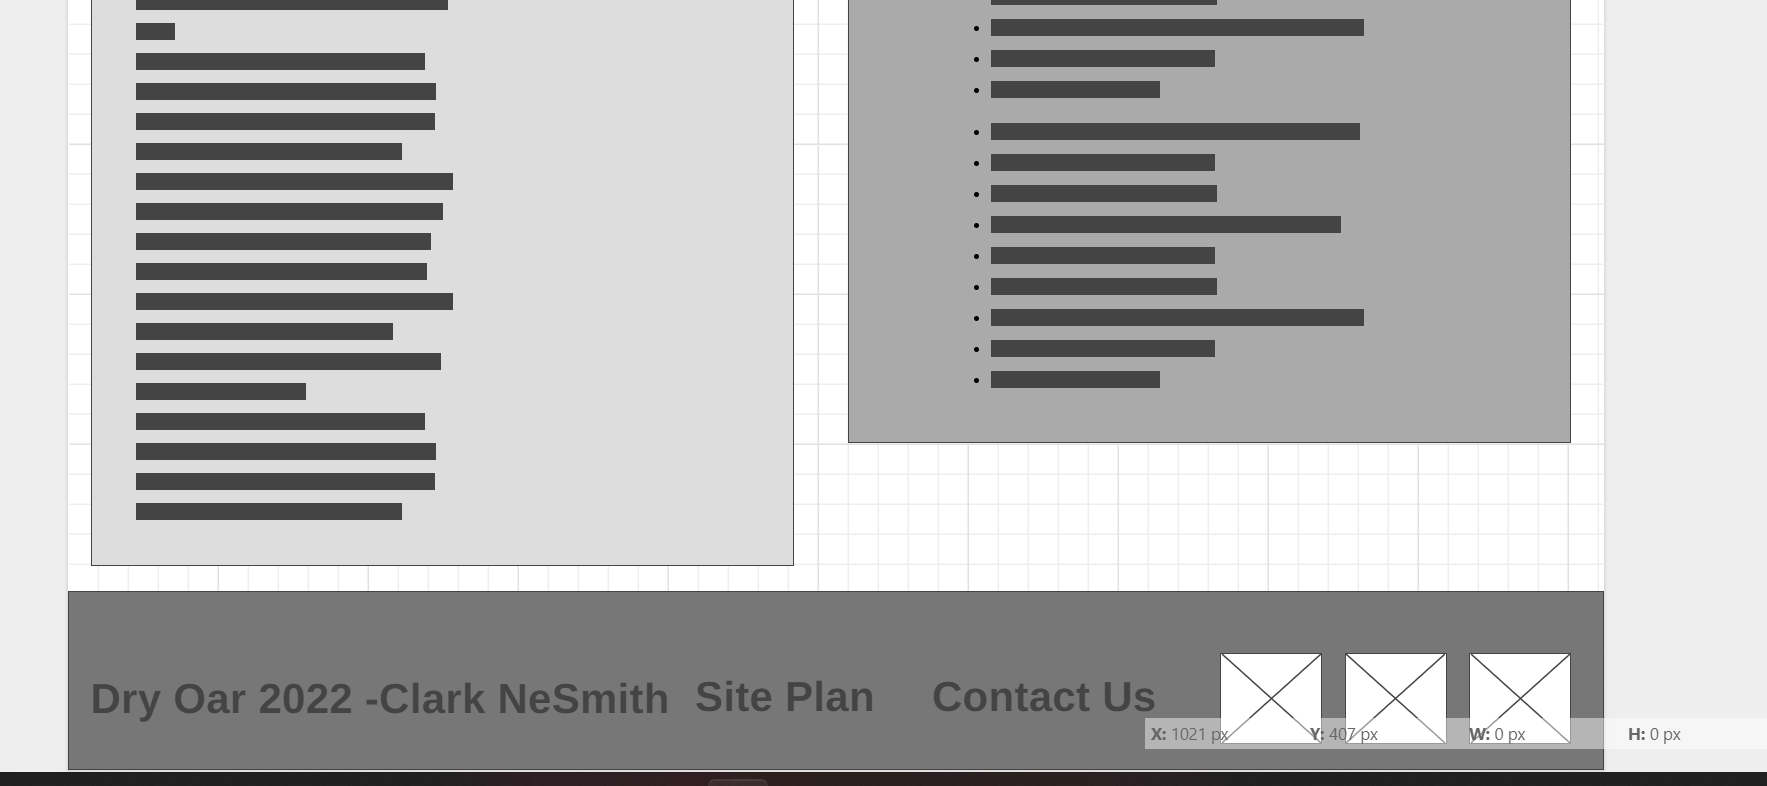 Dry Oar 2022 -Clark NeSmith Site Plan Contact Us
X: 1021 px Y: 407 px W: 0 px H: 0 px